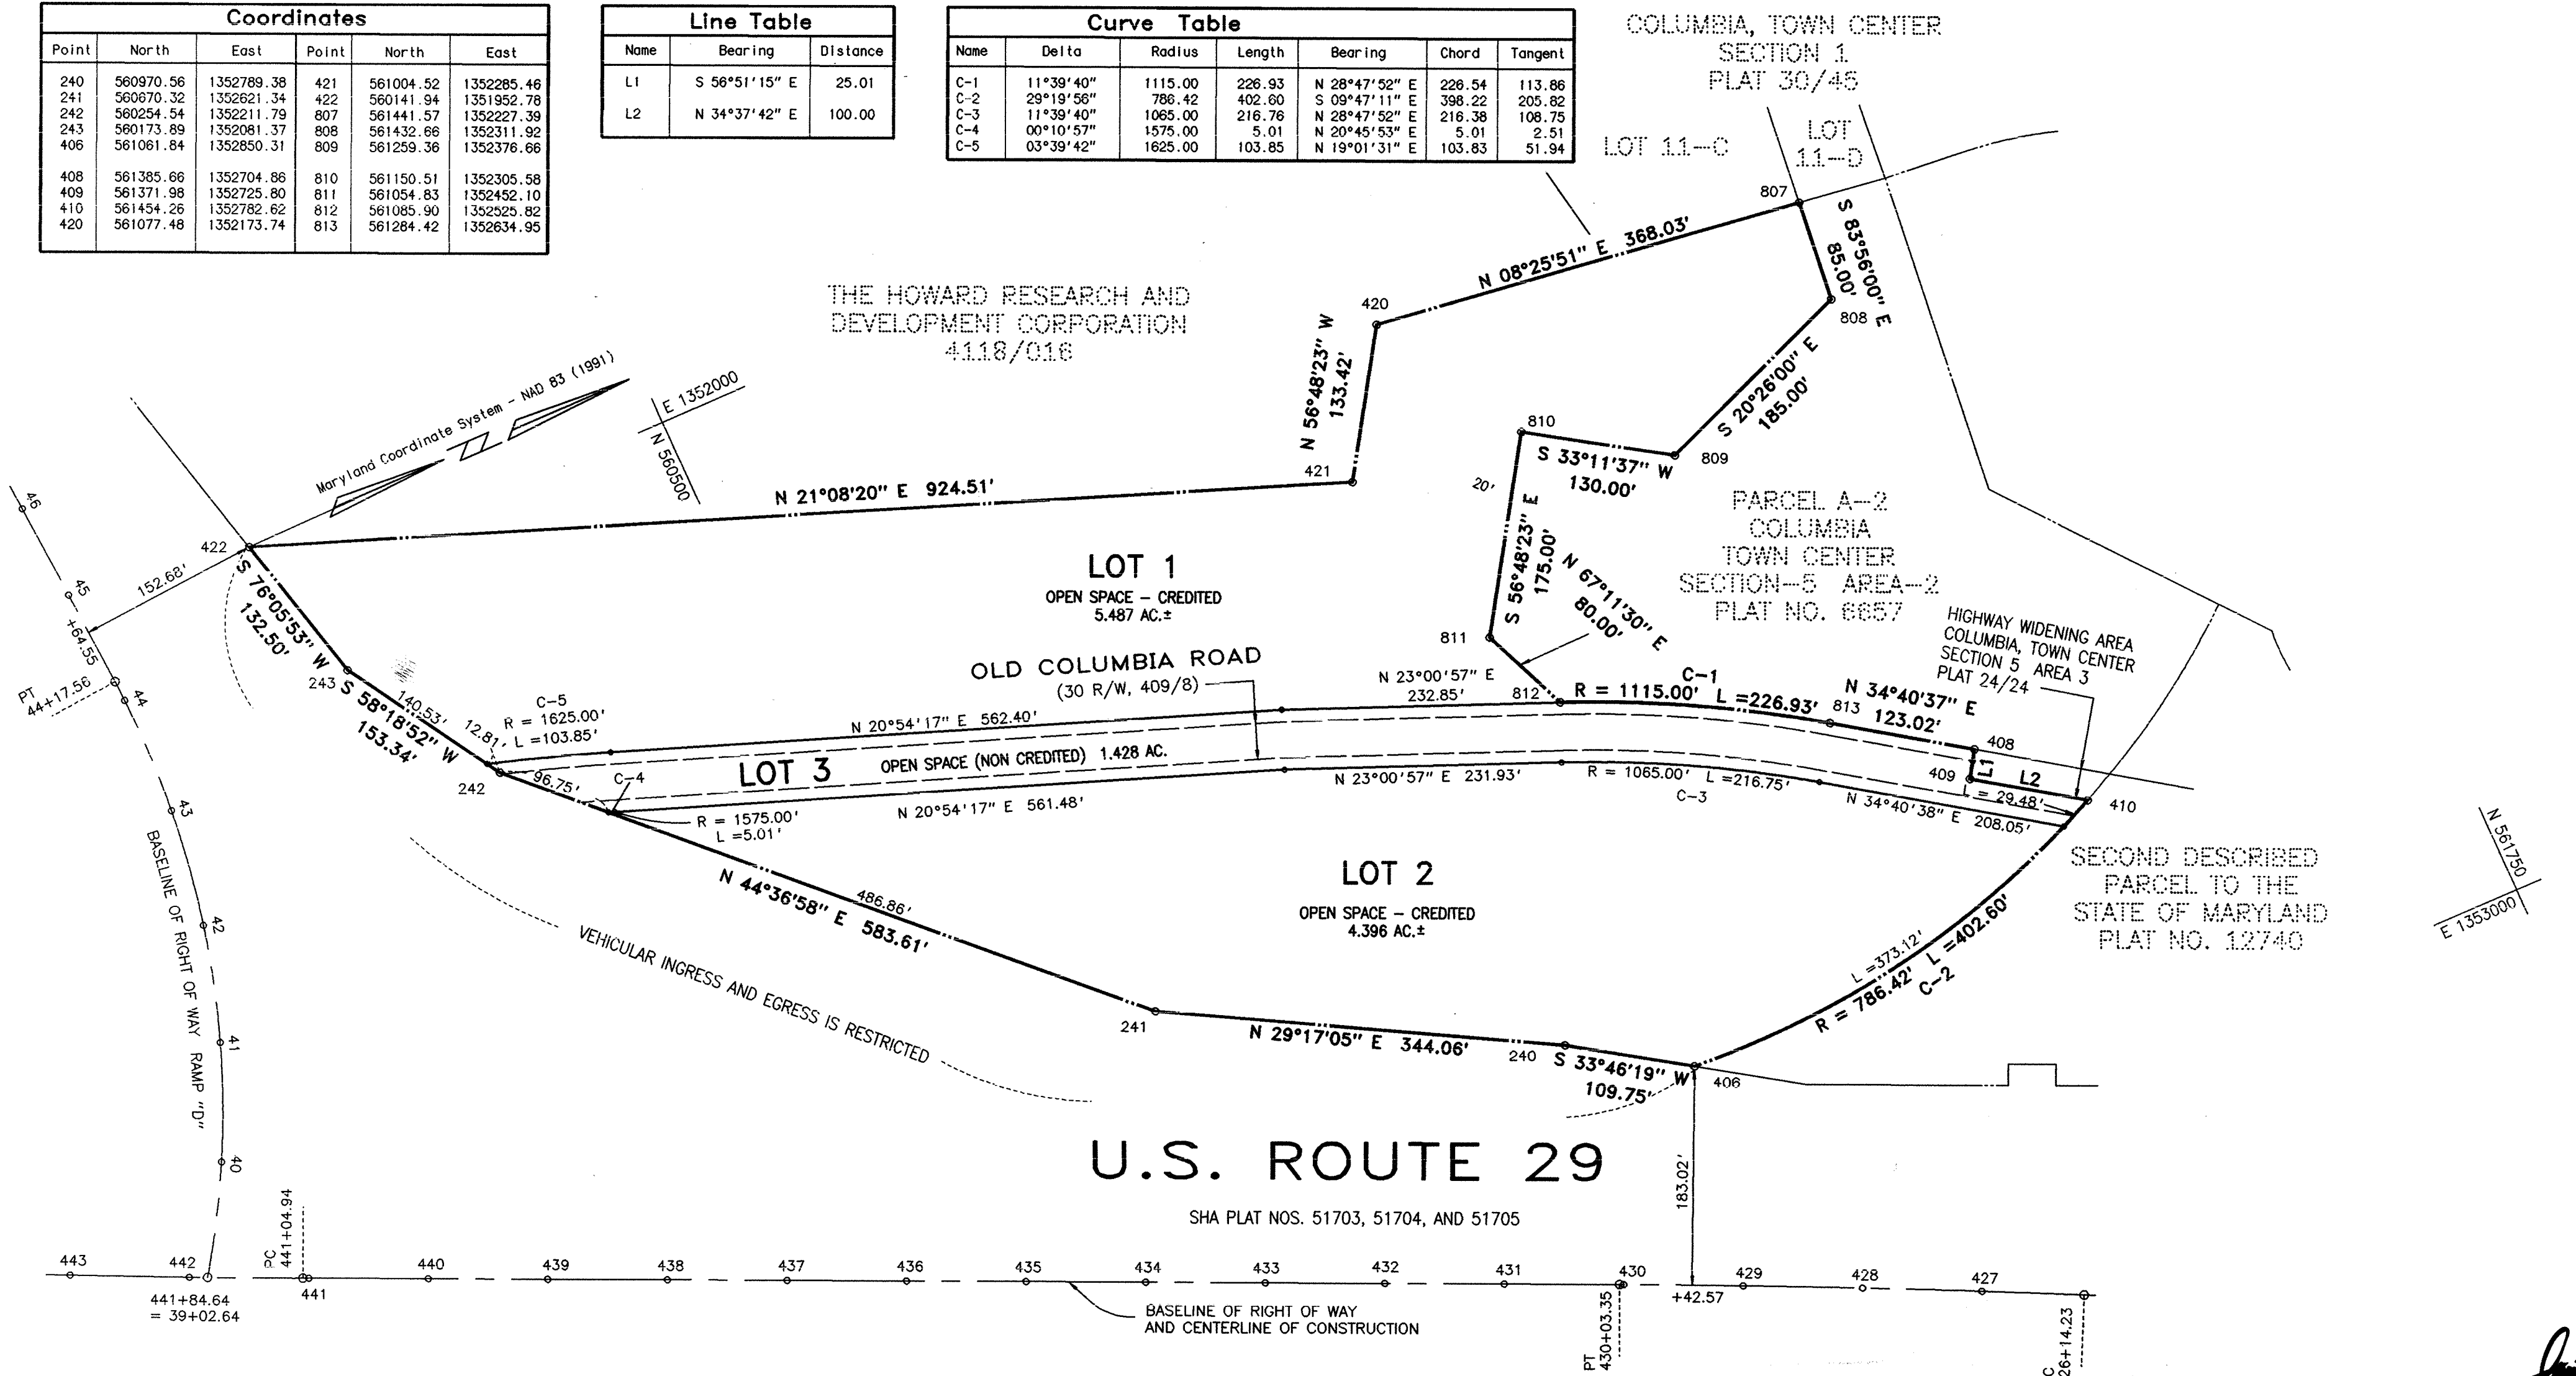 Coordinates
Point North East Point North East
240 560970.56 1352789.38 421 561004.52 1352285.46
241 560670.32 1352621.34 422 560141.94 1351952.78
242 560254.54 1352211.79 807 561441.57 1352227.39
243 560173.89 1352081.37 808 561432.66 1352311.92
406 561061.84 1352850.31 809 561259.36 1352376.66
408 561385.66 1352704.86 810 561150.51 1352305.58
409 561371.98 1352725.80 811 561054.83 1352452.10
410 561454.26 1352782.62 812 561085.90 1352525.82
420 561077.48 1352173.74 813 561284.42 1352634.95
Line Table
Name Bearing Distance
L1 S 56°51'15" E 25.01
L2 N 34°37'42" E 100.00
Curve Table
Name Delta Radius Length Bearing Chord Tangent
C-1 11°39'40" 1115.00 226.93 N 28°47'52" E 226.54 113.86
C-2 29°19'56" 786.42 402.60 S 09°47'11" E 398.22 205.82
C-3 11°39'40" 1065.00 216.76 N 28°47'52" E 216.38 108.75
C-4 00°10'57" 1575.00 5.01 N 20°45'53" E 5.01 2.51
C-5 03°39'42" 1625.00 103.85 N 19°01'31" E 103.83 51.94
COLUMBIA, TOWN CENTER
SECTION 1
PLAT 30/45
LOT 11-C
LOT
11-D
807
S 83°56'00" E
85.00'
808
N 08°25'51" E 368.03'
420
THE HOWARD RESEARCH AND
DEVELOPMENT CORPORATION
4118/016
N 56°48'23" W
133.42'
421
S 20°26'00" E
185.00'
809
810
S 33°11'37" W
130.00'
20'
S 56°48'23" E
175.00'
811
N 67°11'30" E
80.00'
812
PARCEL A-2
COLUMBIA
TOWN CENTER
SECTION-5 AREA-2
PLAT NO. 6657
HIGHWAY WIDENING AREA
COLUMBIA, TOWN CENTER
SECTION 5 AREA 3
PLAT 24/24
Maryland Coordinate System - NAD 83 (1991)
E 1352000
N 560500
N 21°08'20" E 924.51'
422
46
45
152.68'
+64.55
PT
44+17.56
44
S 76°05'53" W
132.50'
243
S 58°18'52" W
153.34'
140.53'
12.81
242
96.75'
LOT 1
OPEN SPACE - CREDITED
5.487 AC.±
OLD COLUMBIA ROAD
(30 R/W, 409/8)
C-5
R = 1625.00'
L =103.85'
N 20°54'17" E 562.40'
N 23°00'57" E
232.85'
C-1
R = 1115.00' L =226.93'
813
N 34°40'37" E
123.02'
408
L1
409
L2
L = 29.48'
410
C-4
LOT 3
OPEN SPACE (NON CREDITED) 1.428 AC.
R = 1575.00'
L =5.01'
N 20°54'17" E 561.48'
N 23°00'57" E 231.93'
R = 1065.00' L =216.75'
C-3
N 34°40'38" E 208.05'
N 561750
E 1353000
SECOND DESCRIBED
PARCEL TO THE
STATE OF MARYLAND
PLAT NO. 12740
LOT 2
OPEN SPACE - CREDITED
4.396 AC.±
486.86'
N 44°36'58" E 583.61'
L =373.12'
R = 786.42' L =402.60'
C-2
241
N 29°17'05" E 344.06'
240
S 33°46'19" W
109.75'
406
VEHICULAR INGRESS AND EGRESS IS RESTRICTED
43
42
41
40
BASELINE OF RIGHT OF WAY RAMP "D"
U.S. ROUTE 29
SHA PLAT NOS. 51703, 51704, AND 51705
183.02'
PC
441+04.94
443
442
441
440
439
438
437
436
435
434
433
432
431
430
429
428
427
+42.57
441+84.64
= 39+02.64
BASELINE OF RIGHT OF WAY
AND CENTERLINE OF CONSTRUCTION
PT
430+03.35
C
26+14.23